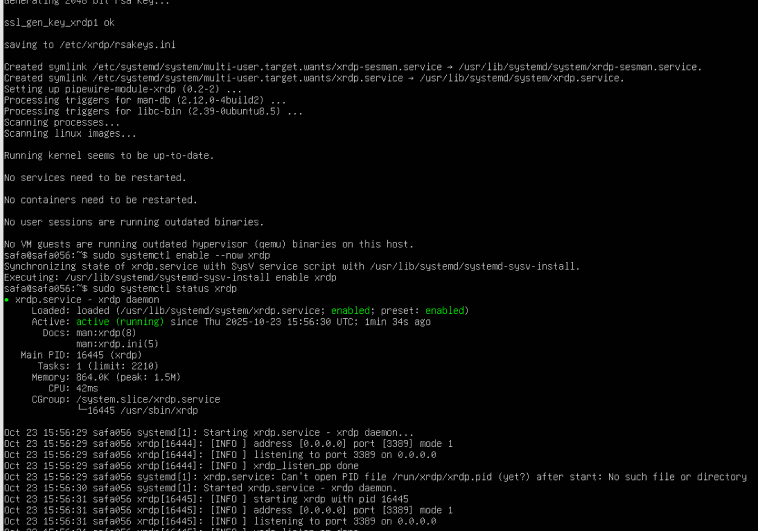 Generating 2048 bit rsa key...
ssl_gen_key_xrdp1 ok
saving to /etc/xrdp/rsakeys.ini
Created symlink /etc/systemd/system/multi-user.target.wants/xrdp-sesman.service → /usr/lib/systemd/system/xrdp-sesman.service.
Created symlink /etc/systemd/system/multi-user.target.wants/xrdp.service → /usr/lib/systemd/system/xrdp.service.
Setting up pipewire-module-xrdp (0.2-2) ...
Processing triggers for man-db (2.12.0-4build2) ...
Processing triggers for libc-bin (2.39-0ubuntu8.5) ...
Scanning processes...
Scanning linux images...
Running kernel seems to be up-to-date.
No services need to be restarted.
No containers need to be restarted.
No user sessions are running outdated binaries.
No VM guests are running outdated hypervisor (qemu) binaries on this host.
safa@safa056:~$ sudo systemctl enable --now xrdp
Synchronizing state of xrdp.service with SysV service script with /usr/lib/systemd/systemd-sysv-install.
Executing: /usr/lib/systemd/systemd-sysv-install enable xrdp
safa@safa056:~$ sudo systemctl status xrdp
● xrdp.service - xrdp daemon
Loaded: loaded (/usr/lib/systemd/system/xrdp.service; enabled; preset: enabled)
Active: active (running) since Thu 2025-10-23 15:56:30 UTC; 1min 34s ago
Docs: man:xrdp(8)
man:xrdp.ini(5)
Main PID: 16445 (xrdp)
Tasks: 1 (limit: 2210)
Memory: 864.0K (peak: 1.5M)
CPU: 42ms
CGroup: /system.slice/xrdp.service
└─16445 /usr/sbin/xrdp
Oct 23 15:56:29 safa056 systemd[1]: Starting xrdp.service - xrdp daemon...
Oct 23 15:56:29 safa056 xrdp[16444]: [INFO ] address [0.0.0.0] port [3389] mode 1
Oct 23 15:56:29 safa056 xrdp[16444]: [INFO ] listening to port 3389 on 0.0.0.0
Oct 23 15:56:29 safa056 xrdp[16444]: [INFO ] xrdp_listen_pp done
Oct 23 15:56:29 safa056 systemd[1]: xrdp.service: Can't open PID file /run/xrdp/xrdp.pid (yet?) after start: No such file or directory
Oct 23 15:56:30 safa056 systemd[1]: Started xrdp.service - xrdp daemon.
Oct 23 15:56:31 safa056 xrdp[16445]: [INFO ] starting xrdp with pid 16445
Oct 23 15:56:31 safa056 xrdp[16445]: [INFO ] address [0.0.0.0] port [3389] mode 1
Oct 23 15:56:31 safa056 xrdp[16445]: [INFO ] listening to port 3389 on 0.0.0.0
Oct 23 15:56:31 safa056 xrdp[16445]: [INFO ] xrdp_listen_pp done